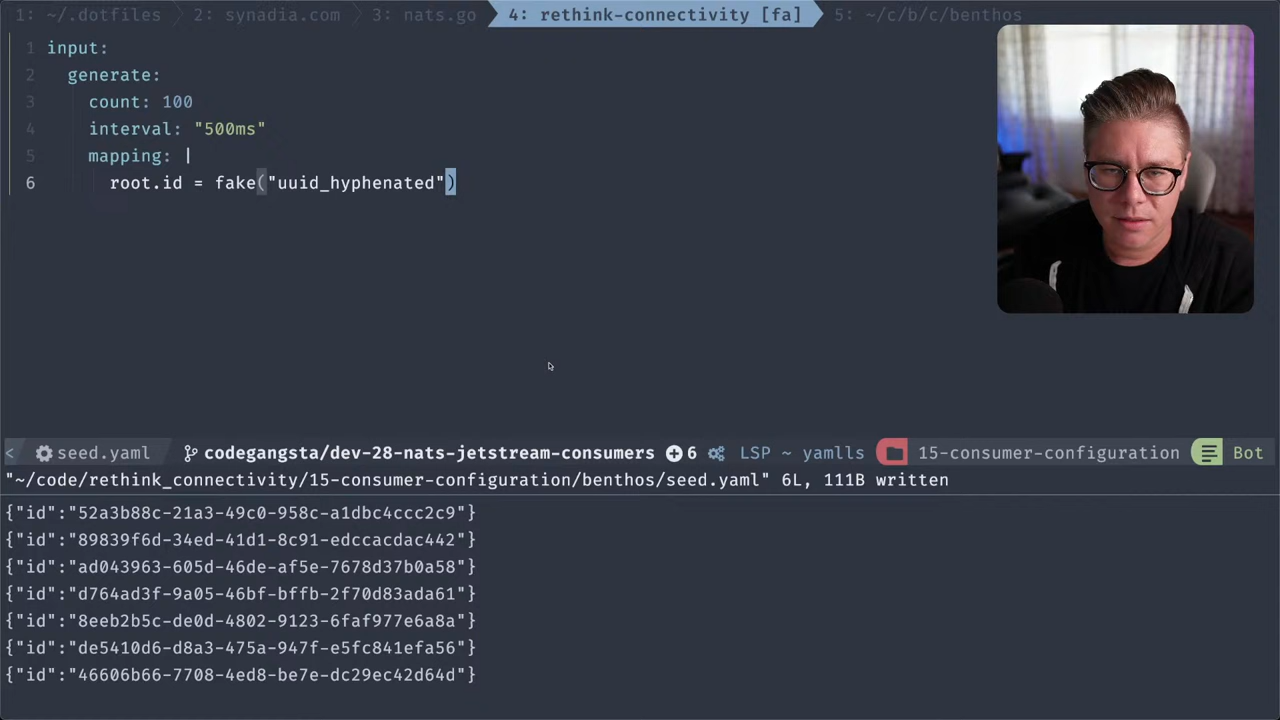 1: ~/.dotfiles 2: synadia.com 3: nats.go 4: rethink-connectivity [fa] 5: ~/c/b/c/benthos
1 input:
2 generate:
3 count: 100
4 interval: "500ms"
5 mapping: |
6 root.id = fake("uuid_hyphenated")
< seed.yaml codegangsta/dev-28-nats-jetstream-consumers 6 LSP ~ yamlls 15-consumer-configuration Bot
"~/code/rethink_connectivity/15-consumer-configuration/benthos/seed.yaml" 6L, 111B written
{"id":"52a3b88c-21a3-49c0-958c-a1dbc4ccc2c9"}
{"id":"89839f6d-34ed-41d1-8c91-edccacdac442"}
{"id":"ad043963-605d-46de-af5e-7678d37b0a58"}
{"id":"d764ad3f-9a05-46bf-bffb-2f70d83ada61"}
{"id":"8eeb2b5c-de0d-4802-9123-6faf977e6a8a"}
{"id":"de5410d6-d8a3-475a-947f-e5fc841efa56"}
{"id":"46606b66-7708-4ed8-be7e-dc29ec42d64d"}